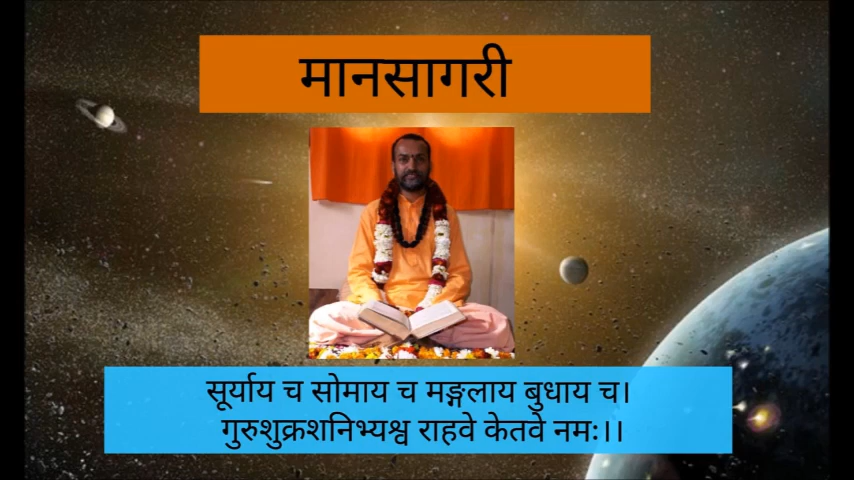 मानसागरी
सूर्याय च सोमाय च मङ्गलाय बुधाय च।
गुरुशुक्रशनिभ्यश्व राहवे केतवे नमः।।